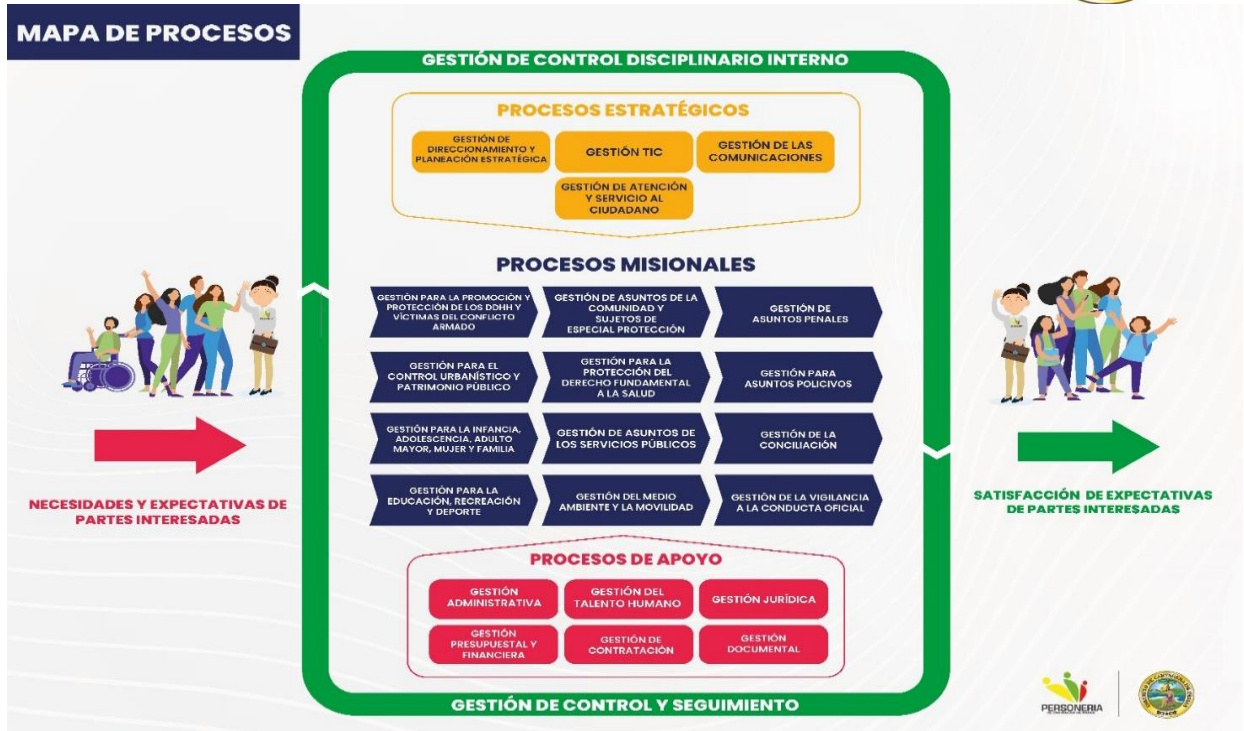 MAPA DE PROCESOS
GESTIÓN DE CONTROL DISCIPLINARIO INTERNO
PROCESOS ESTRATÉGICOS
GESTIÓN DE
DIRECCIONAMIENTO Y
PLANEACIÓN ESTRATÉGICA
GESTIÓN TIC
GESTIÓN DE LAS
COMUNICACIONES
GESTIÓN DE ATENCIÓN
Y SERVICIO AL
CIUDADANO
PROCESOS MISIONALES
GESTIÓN PARA LA PROMOCIÓN Y
PROTECCIÓN DE LOS DDHH Y
VÍCTIMAS DEL CONFLICTO
ARMADO
GESTIÓN DE ASUNTOS DE LA
COMUNIDAD Y
SUJETOS DE
ESPECIAL PROTECCIÓN
GESTIÓN DE
ASUNTOS PENALES
GESTIÓN PARA EL
CONTROL URBANÍSTICO Y
PATRIMONIO PÚBLICO
GESTIÓN PARA LA
PROTECCIÓN DEL
DERECHO FUNDAMENTAL
A LA SALUD
GESTIÓN PARA
ASUNTOS POLICIVOS
GESTIÓN PARA LA INFANCIA,
ADOLESCENCIA, ADULTO
MAYOR, MUJER Y FAMILIA
GESTIÓN DE ASUNTOS DE
LOS SERVICIOS PÚBLICOS
GESTIÓN DE LA
CONCILIACIÓN
GESTIÓN PARA LA
EDUCACIÓN, RECREACIÓN
Y DEPORTE
GESTIÓN DEL MEDIO
AMBIENTE Y LA MOVILIDAD
GESTIÓN DE LA VIGILANCIA
A LA CONDUCTA OFICIAL
NECESIDADES Y EXPECTATIVAS DE
PARTES INTERESADAS
SATISFACCIÓN DE EXPECTATIVAS
DE PARTES INTERESADAS
PROCESOS DE APOYO
GESTIÓN
ADMINISTRATIVA
GESTIÓN DEL
TALENTO HUMANO
GESTIÓN JURÍDICA
GESTIÓN
PRESUPUESTAL Y
FINANCIERA
GESTIÓN DE
CONTRATACIÓN
GESTIÓN
DOCUMENTAL
GESTIÓN DE CONTROL Y SEGUIMIENTO
PERSONERIA